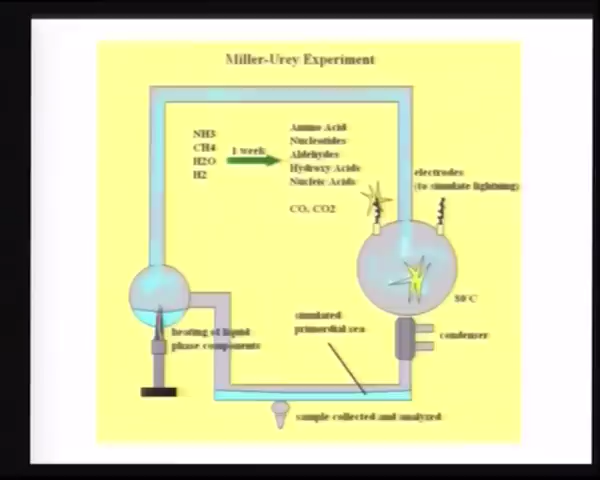 Miller-Urey Experiment
NH3
CH4
H2O
H2
1 week
Amino Acid
Nucleotides
Aldehydes
Hydroxy Acids
Nucleic Acids
CO, CO2
electrodes
(to simulate lightning)
80°C
condenser
heating of liquid
phase components
simulated
primordial sea
sample collected and analyzed